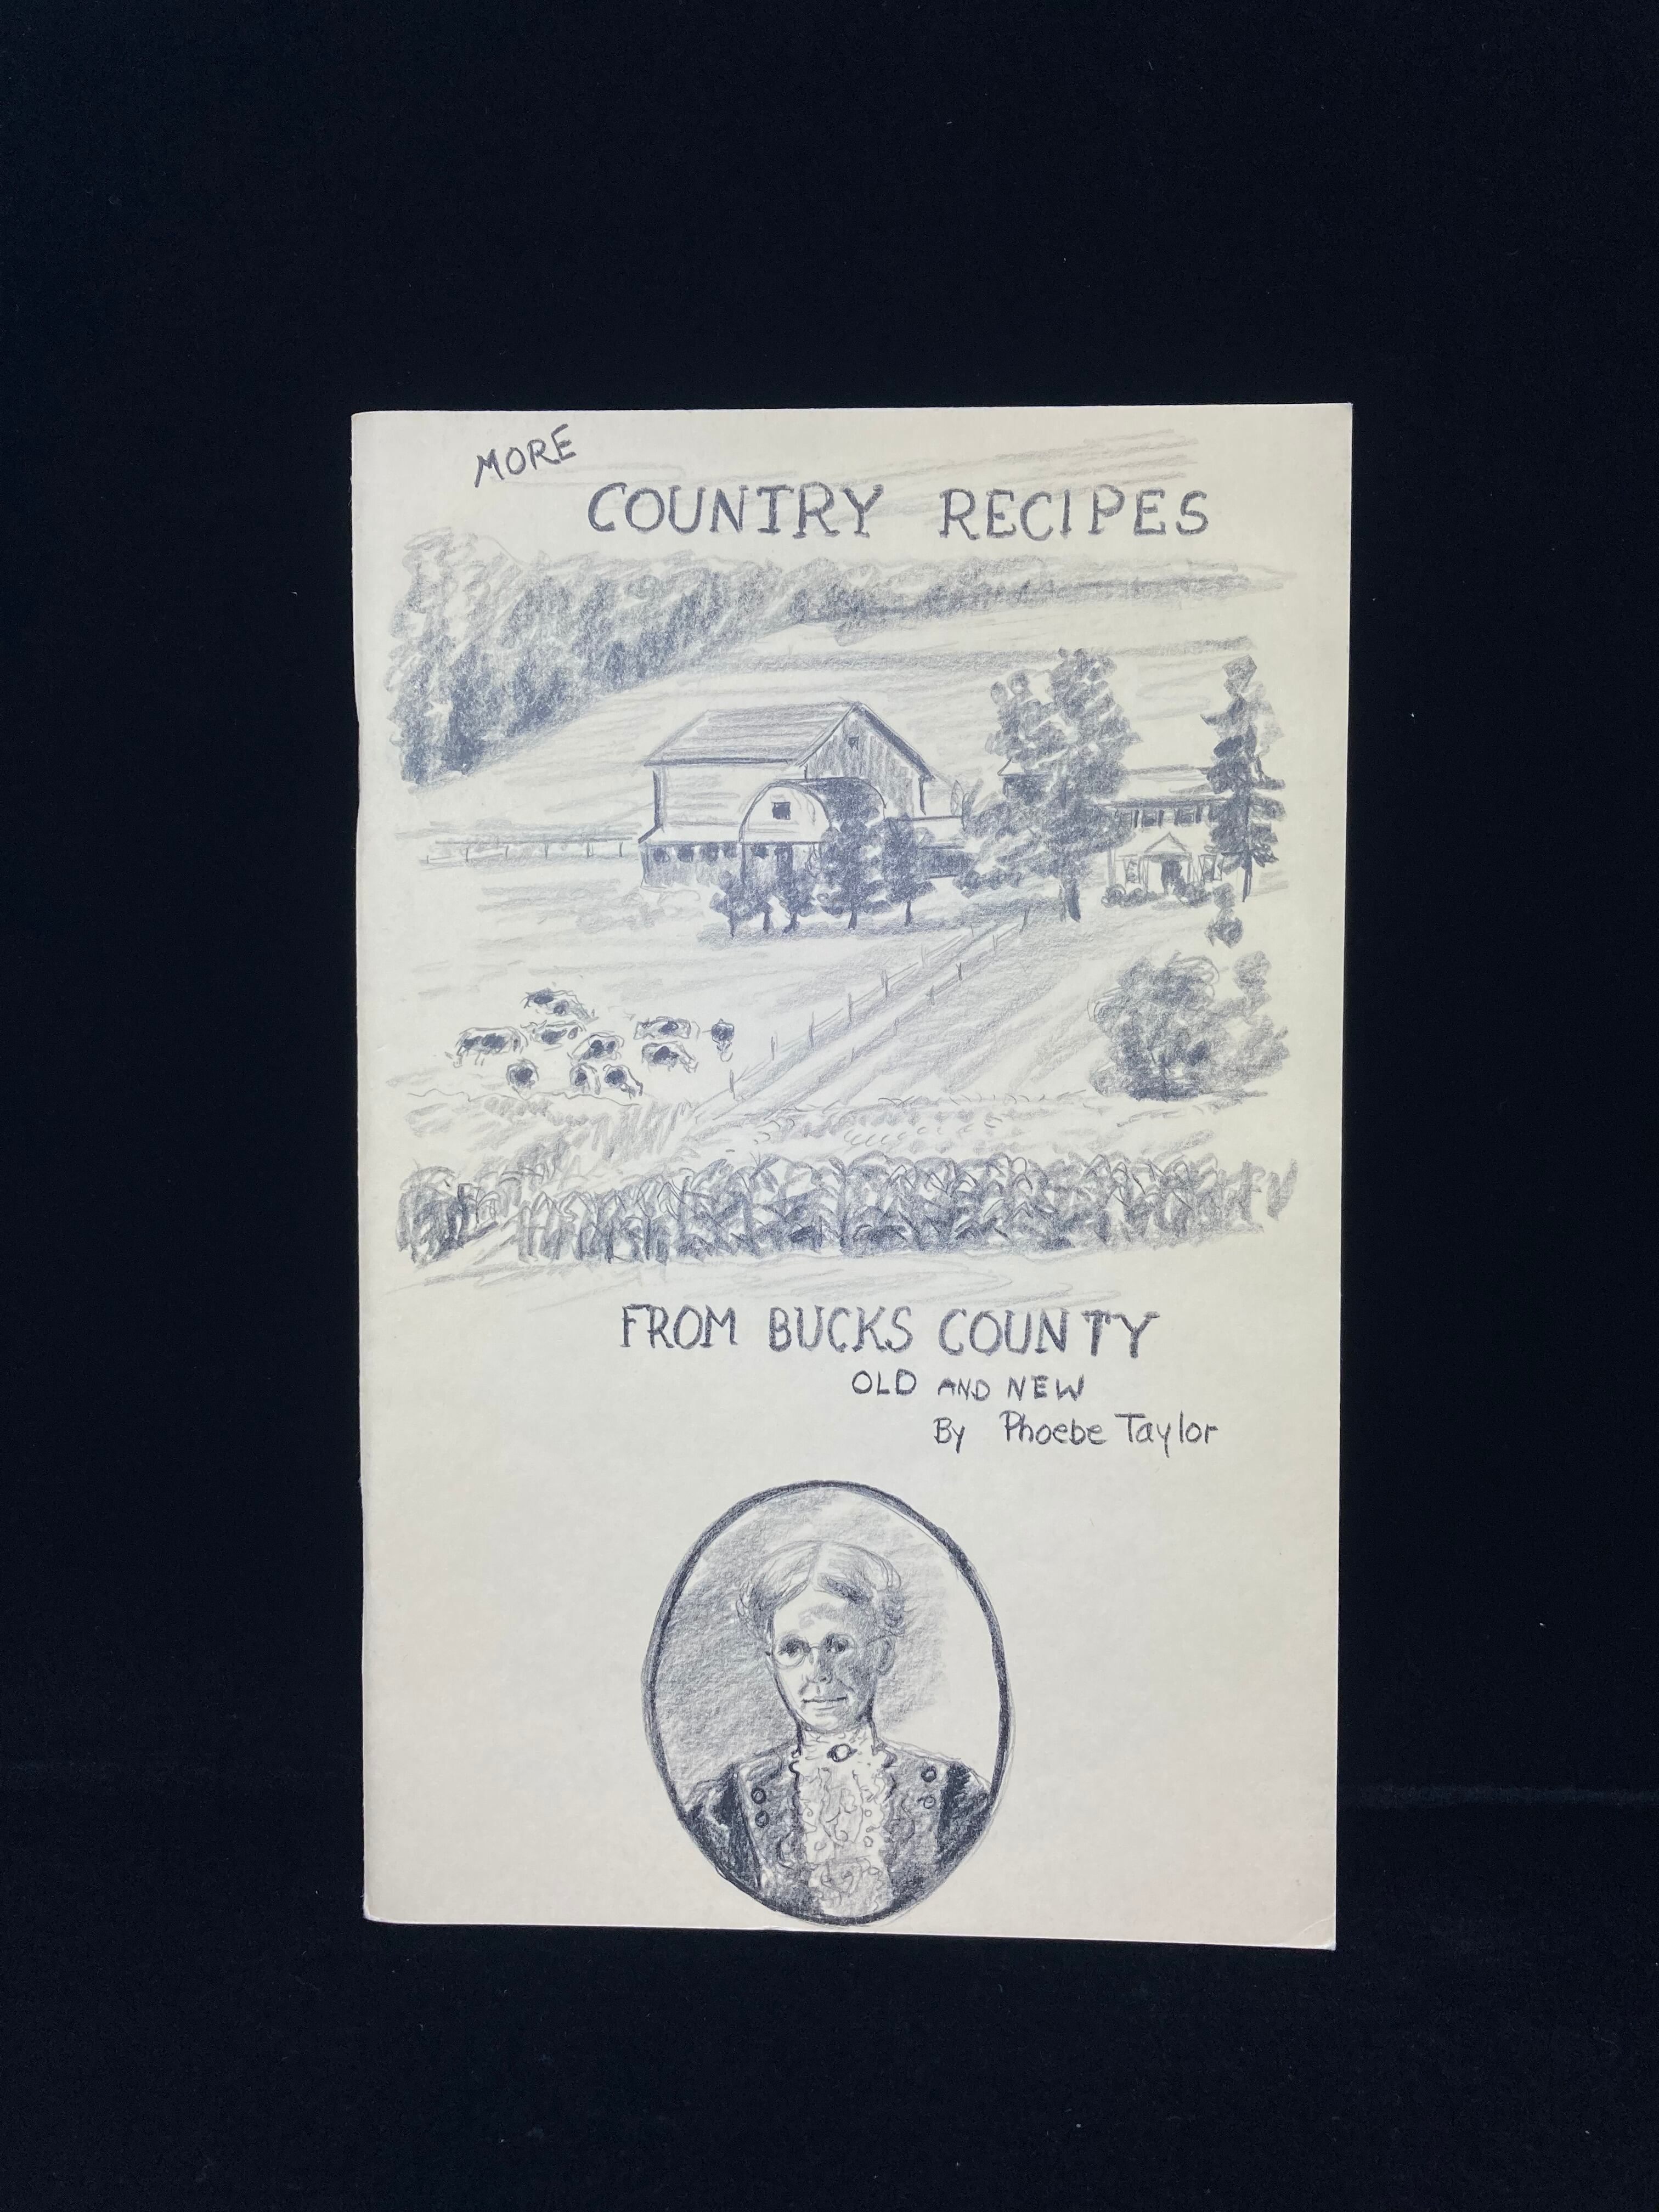 MORE
COUNTRY RECIPES
FROM BUCKS COUNTY
OLD AND NEW
By Phoebe Taylor